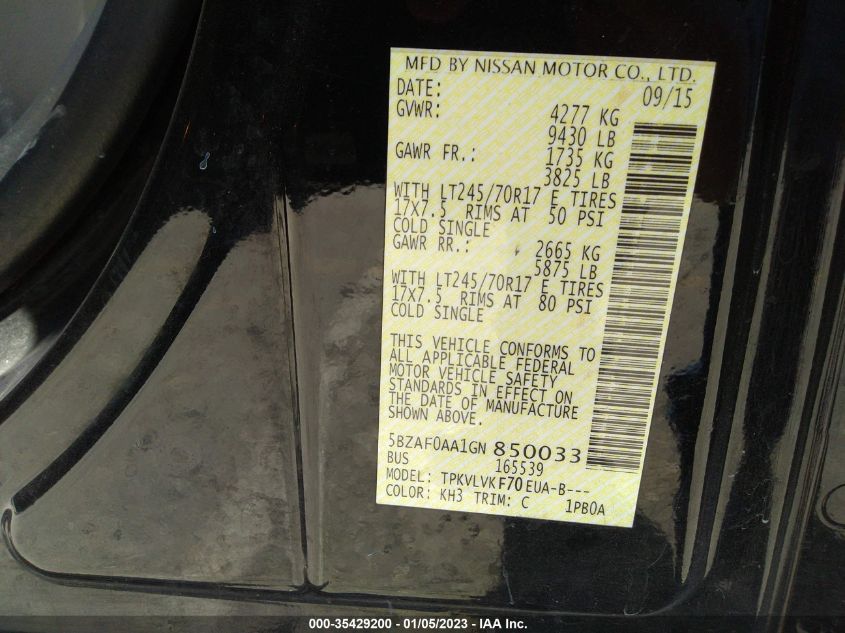 MFD BY NISSAN MOTOR CO., LTD.
DATE: 09/15
GVWR: 4277 KG
9430 LB
GAWR FR.: 1735 KG
3825 LB
WITH LT245/70R17 E TIRES
17X7.5 RIMS AT 50 PSI
COLD SINGLE
GAWR RR.: 2665 KG
5875 LB
WITH LT245/70R17 E TIRES
17X7.5 RIMS AT 80 PSI
COLD SINGLE
THIS VEHICLE CONFORMS TO
ALL APPLICABLE FEDERAL
MOTOR VEHICLE SAFETY
STANDARDS IN EFFECT ON
THE DATE OF MANUFACTURE
SHOWN ABOVE.
5BZAF0AA1GN 850033
BUS 165539
MODEL: TPKVLVKF70EUA-B---
COLOR: KH3 TRIM: C 1PB0A
000-35429200 - 01/05/2023 - IAA Inc.